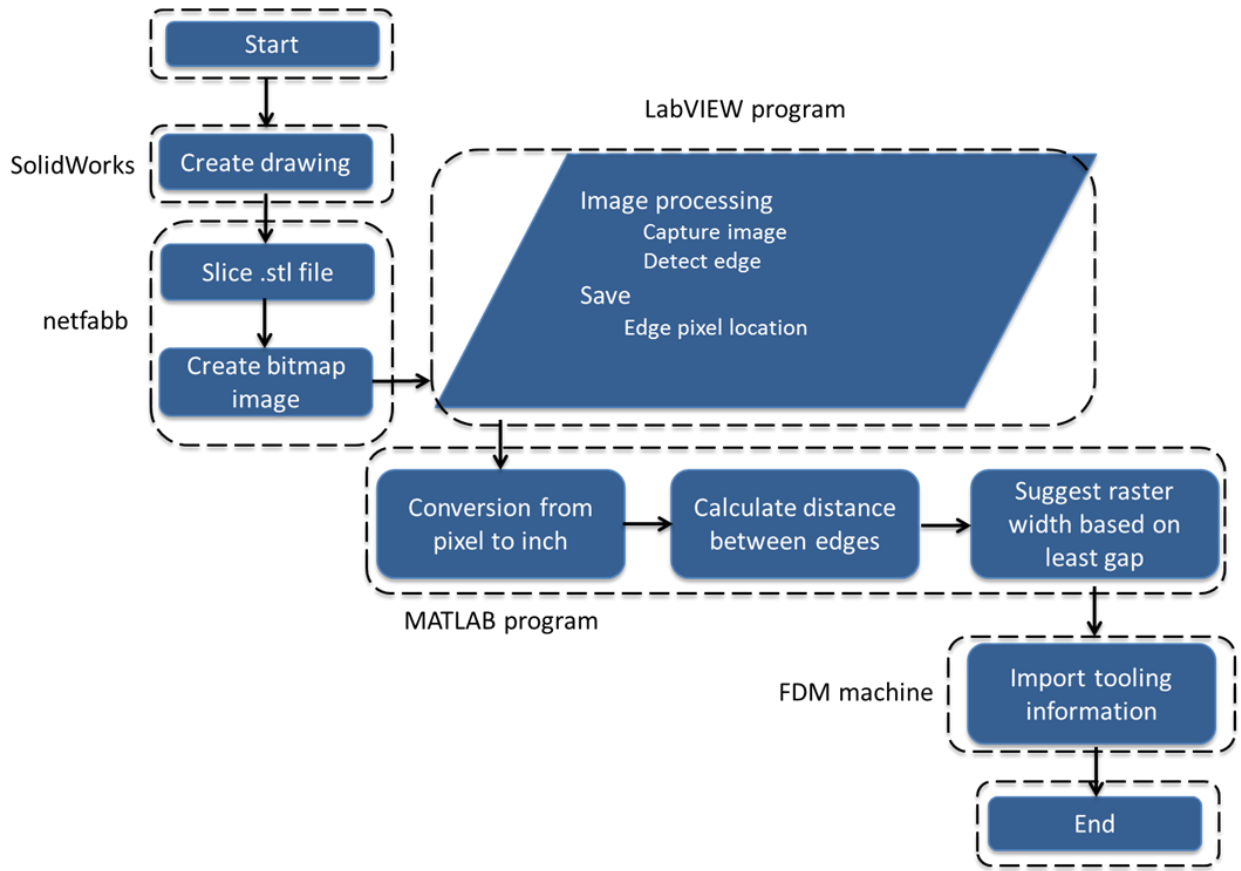 Start
SolidWorks
Create drawing
netfabb
Slice .stl file
Create bitmap
image
LabVIEW program
Image processing
Capture image
Detect edge
Save
Edge pixel location
Conversion from
pixel to inch
Calculate distance
between edges
Suggest raster
width based on
least gap
MATLAB program
FDM machine
Import tooling
information
End